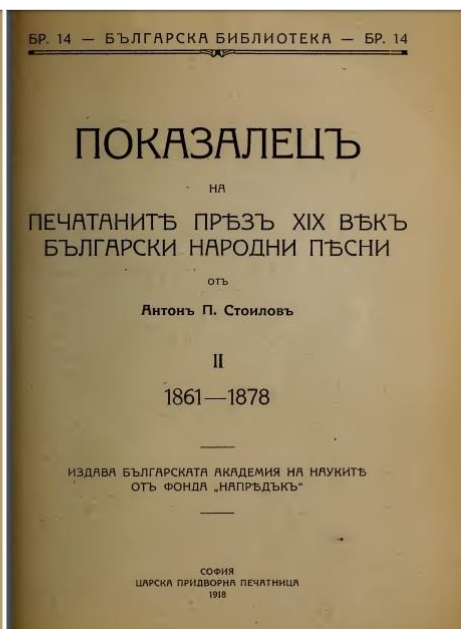 БР. 14 — БЪЛГАРСКА БИБЛИОТЕКА — БР. 14
ПОКАЗАЛЕЦЪ
НА
ПЕЧАТАНИТѢ ПРѢЗЪ XIX ВѢКЪ
БЪЛГАРСКИ НАРОДНИ ПѢСНИ
ОТЪ
Антонъ П. Стоиловъ
II
1861—1878
ИЗДАВА БЪЛГАРСКАТА АКАДЕМИЯ НА НАУКИТѢ
ОТЪ ФОНДА „НАПРѢДЪКЪ“
СОФИЯ
ЦАРСКА ПРИДВОРНА ПЕЧАТНИЦА
1918